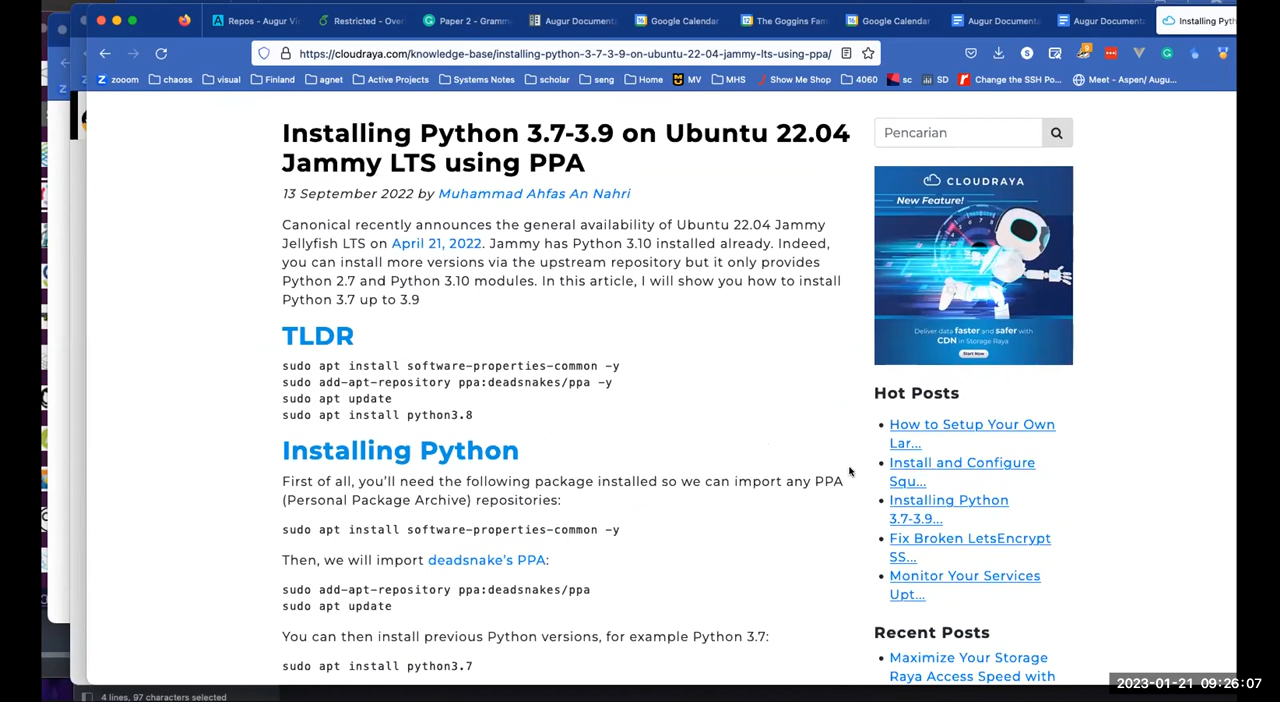 Repos - Augur Vi
Restricted - Ove
Paper 2 - Gramm
Augur Document
Google Calendar
The Goggins Fam
Google Calendar
Augur Documenta
Augur Documenta
Installing Pyth
https://cloudraya.com/knowledge-base/installing-python-3-7-3-9-on-ubuntu-22-04-jammy-lts-using-ppa/
zooom
chaoss
visual
Finland
agnet
Active Projects
Systems Notes
scholar
seng
Home
MV
MHS
Show Me Shop
4060
sc
SD
Change the SSH Po...
Meet - Aspen/ Augu...
Installing Python 3.7-3.9 on Ubuntu 22.04
Jammy LTS using PPA
13 September 2022 by Muhammad Ahfas An Nahri
Canonical recently announces the general availability of Ubuntu 22.04 Jammy
Jellyfish LTS on April 21, 2022. Jammy has Python 3.10 installed already. Indeed,
you can install more versions via the upstream repository but it only provides
Python 2.7 and Python 3.10 modules. In this article, I will show you how to install
Python 3.7 up to 3.9
TLDR
sudo apt install software-properties-common -y
sudo add-apt-repository ppa:deadsnakes/ppa -y
sudo apt update
sudo apt install python3.8
Installing Python
First of all, you’ll need the following package installed so we can import any PPA
(Personal Package Archive) repositories:
sudo apt install software-properties-common -y
Then, we will import deadsnake’s PPA:
sudo add-apt-repository ppa:deadsnakes/ppa
sudo apt update
You can then install previous Python versions, for example Python 3.7:
sudo apt install python3.7
Pencarian
CLOUDRAYA
New Feature!
Deliver data faster and safer with
CDN in Storage Raya
Start Now
Hot Posts
How to Setup Your Own
Lar...
Install and Configure
Squ...
Installing Python
3.7-3.9...
Fix Broken LetsEncrypt
SS...
Monitor Your Services
Upt...
Recent Posts
Maximize Your Storage
Raya Access Speed with
4 lines, 97 characters selected
2023-01-21 09:26:07